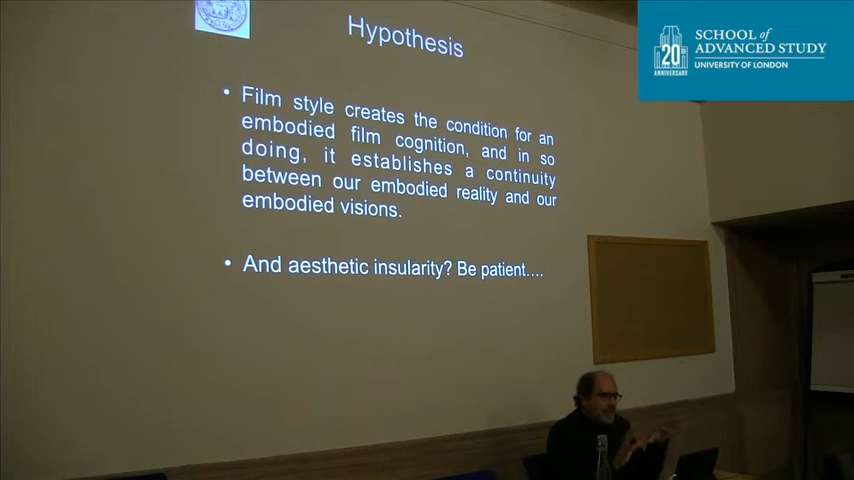 Hypothesis
• Film style creates the condition for an
embodied film cognition, and in so
doing, it establishes a continuity
between our embodied reality and our
embodied visions.
• And aesthetic insularity? Be patient....
SCHOOL of
ADVANCED STUDY
UNIVERSITY OF LONDON
20TH
ANNIVERSARY